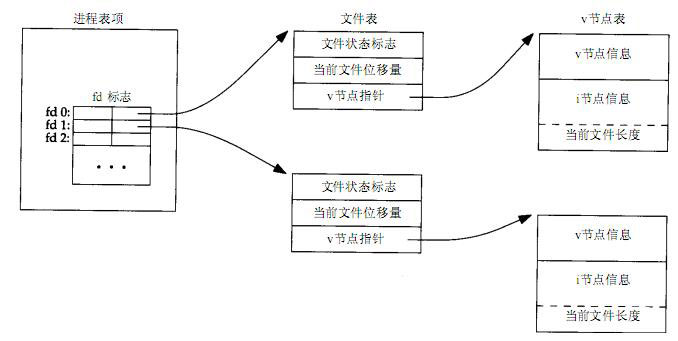 进程表项
文件表
v节点表
fd 标志
fd 0:
fd 1:
fd 2:
• • •
文件状态标志
当前文件位移量
v节点指针
v节点信息
i节点信息
当前文件长度
文件状态标志
当前文件位移量
v节点指针
v节点信息
i节点信息
当前文件长度